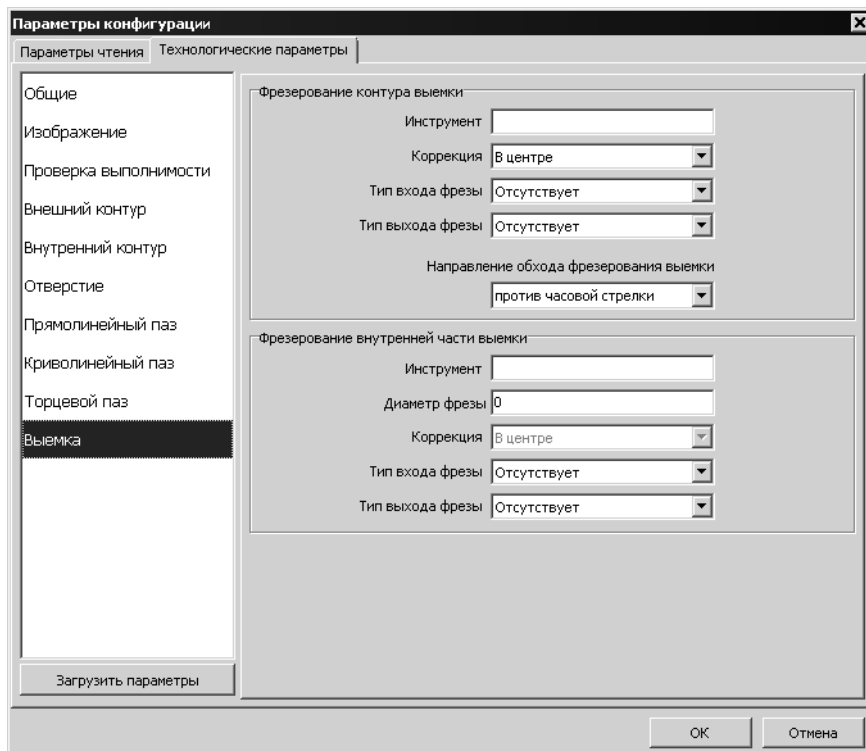 Параметры конфигурации
Параметры чтения Технологические параметры
Общие
Изображение
Проверка выполнимости
Внешний контур
Внутренний контур
Отверстие
Прямолинейный паз
Криволинейный паз
Торцевой паз
Выемка
Загрузить параметры
Фрезерование контура выемки
Инструмент
Коррекция В центре
Тип входа фрезы Отсутствует
Тип выхода фрезы Отсутствует
Направление обхода фрезерования выемки
против часовой стрелки
Фрезерование внутренней части выемки
Инструмент
Диаметр фрезы 0
Коррекция В центре
Тип входа фрезы Отсутствует
Тип выхода фрезы Отсутствует
ОК Отмена